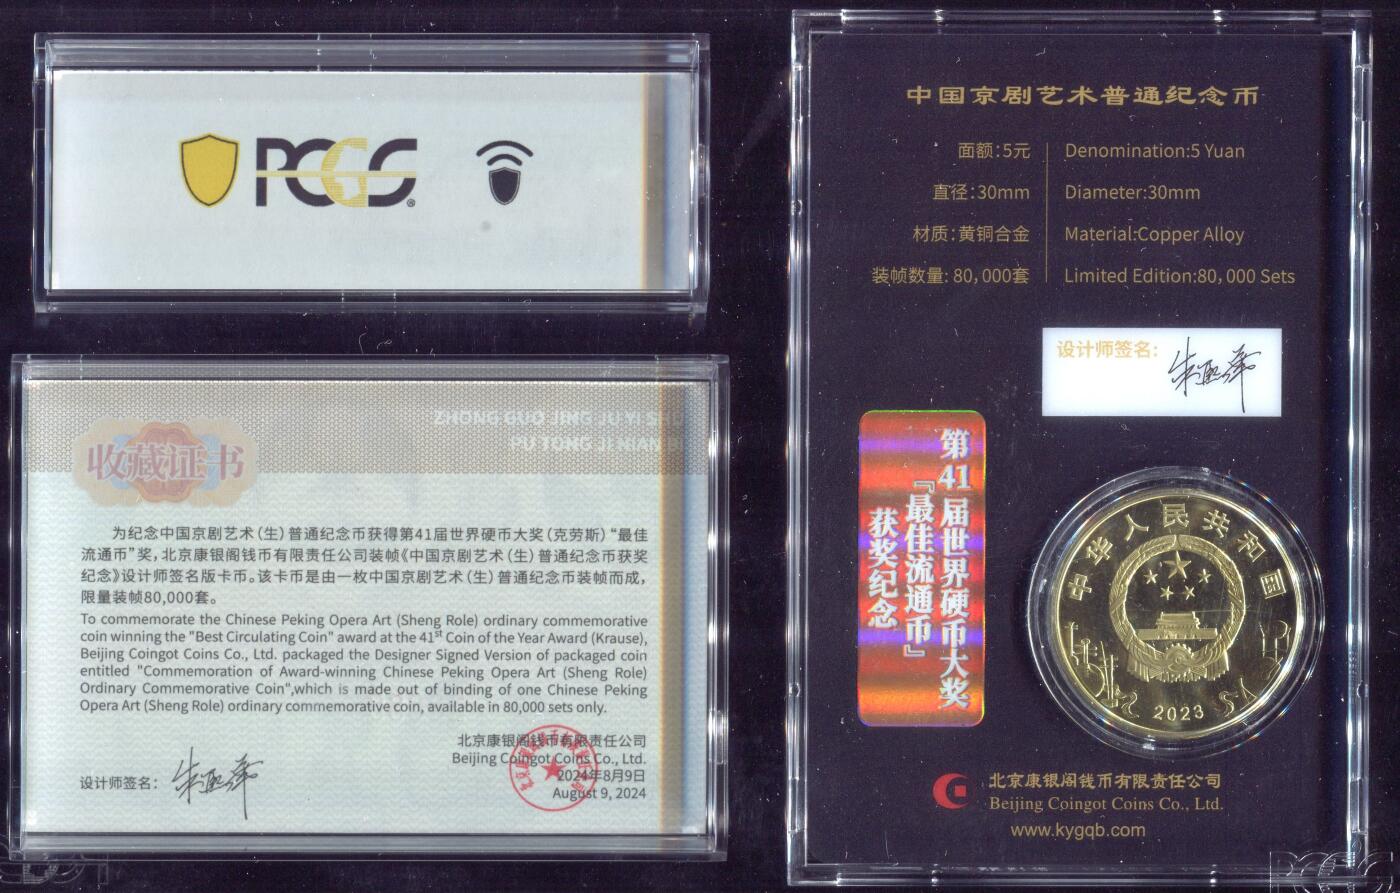 PCGS
®
收藏证书
ZHONG GUO JING JU YI SHU
PU TONG JI NIAN
为纪念中国京剧艺术（生）普通纪念币获得第41届世界硬币大奖（克劳斯）“最佳
流通币”奖，北京康银阁钱币有限责任公司装帧《中国京剧艺术（生）普通纪念币获奖
纪念》设计师签名版卡币。该卡币是由一枚中国京剧艺术（生）普通纪念币装帧而成，
限量装帧80,000套。
To commemorate the Chinese Peking Opera Art (Sheng Role) ordinary commemorative
coin winning the "Best Circulating Coin" award at the 41st Coin of the Year Award (Krause),
Beijing Coingot Coins Co., Ltd. packaged the Designer Signed Version of packaged coin
entitled "Commemoration of Award-winning Chinese Peking Opera Art (Sheng Role)
Ordinary Commemorative Coin",which is made out of binding of one Chinese Peking
Opera Art (Sheng Role) ordinary commemorative coin, available in 80,000 sets only.
北京康银阁钱币有限责任公司
Beijing Coingot Coins Co., Ltd.
2024年8月9日
August 9, 2024
设计师签名：
中国京剧艺术普通纪念币
面额：5元
Denomination:5 Yuan
直径：30mm
Diameter:30mm
材质：黄铜合金
Material:Copper Alloy
装帧数量：80,000套
Limited Edition:80,000 Sets
设计师签名：
第41届世界硬币大奖
『最佳流通币』
获奖纪念
中华人民共和国
2023
北京康银阁钱币有限责任公司
Beijing Coingot Coins Co., Ltd.
www.kygqb.com
PCGS